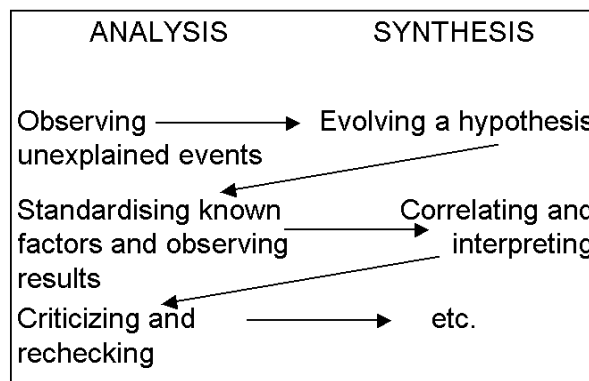 ANALYSIS SYNTHESIS
Observing Evolving a hypothesis
unexplained events
Standardising known Correlating and
factors and observing interpreting
results
Criticizing and etc.
rechecking